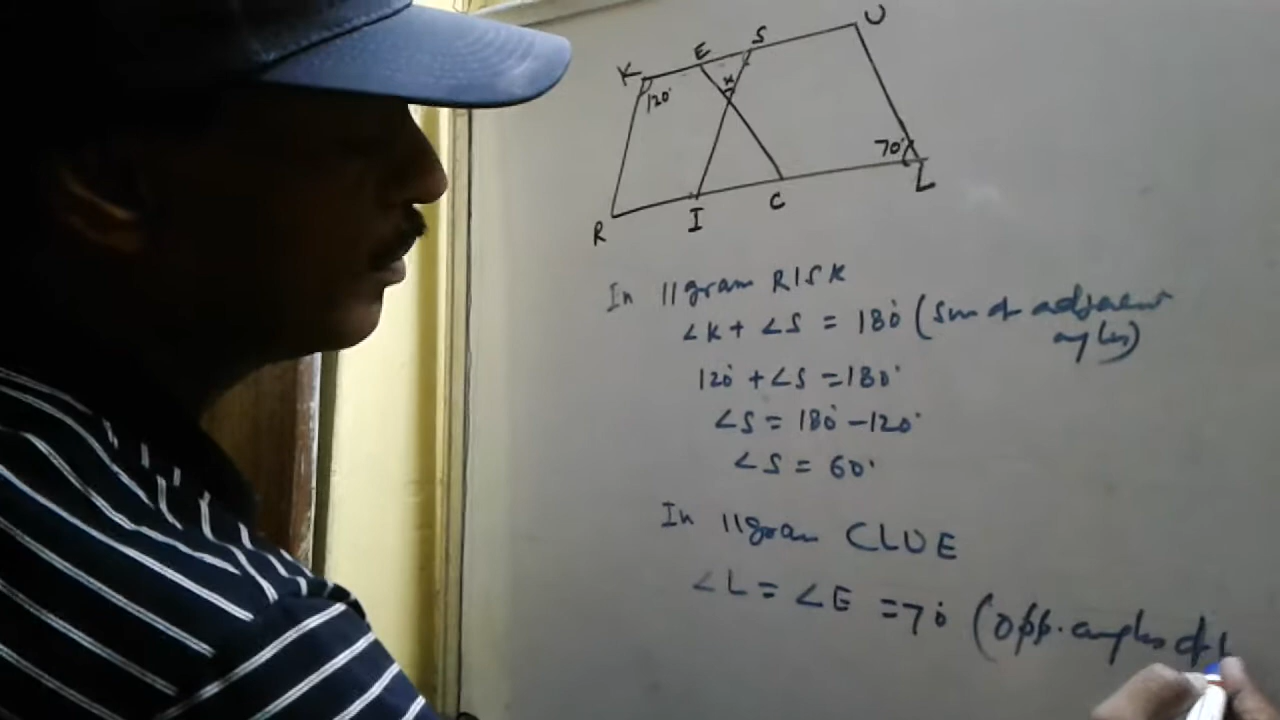 K E S U
120° x 70°
R I C L
In ||gram RISK
∠K + ∠S = 180° (Sum of adjacent
angles)
120° + ∠S = 180°
∠S = 180° - 120°
∠S = 60°
In ||gram CLUE
∠L = ∠E = 70° (opp. angles of